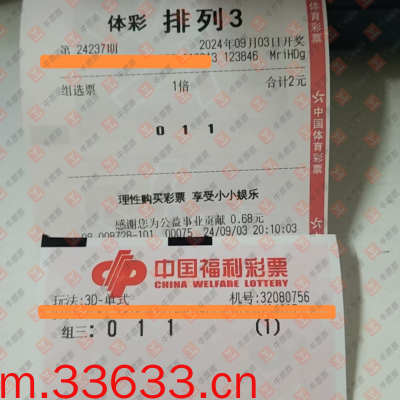 体彩 排列3
第 24237期 2024年09月03日开奖
123846 MrlHDg
组选票 1倍 合计2元
0 1 1
理性购买彩票 享受小小娱乐
感谢您为公益事业贡献 0.68元
00075 24/09/03 20:10:03
中国体育彩票
中国福利彩票
CHINA WELFARE LOTTERY
玩法:3D-单式 机号:32080756
组三: 0 1 1 (1)
m.33633.cn